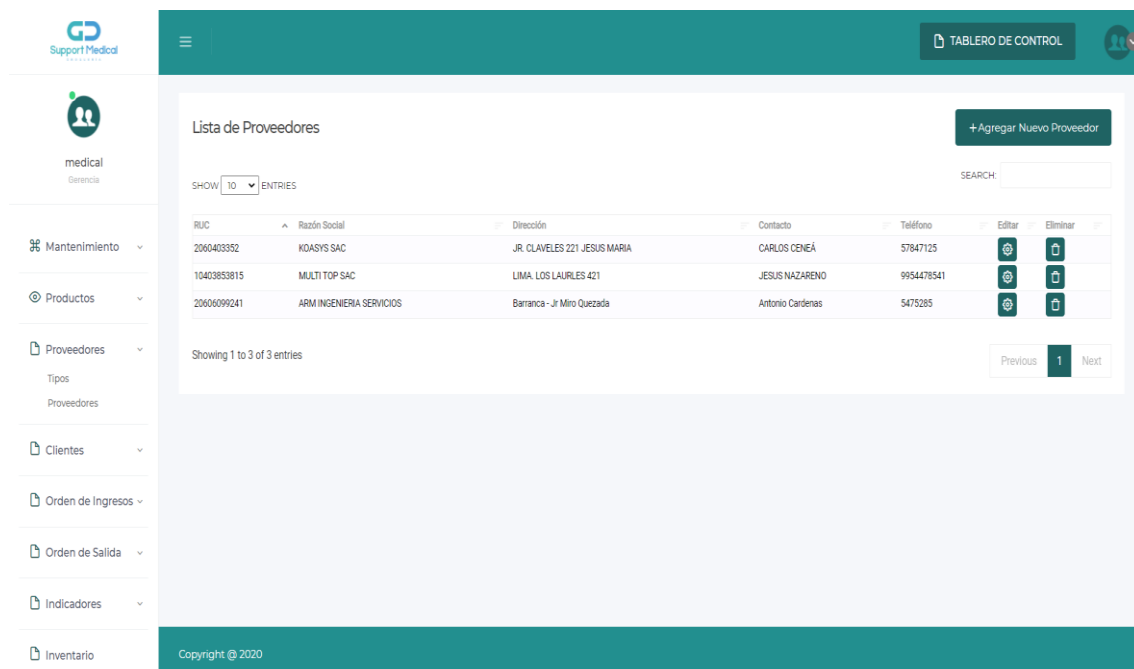 Support Medical
TABLERO DE CONTROL
medical
Gerencia
Mantenimiento
Productos
Proveedores
Tipos
Proveedores
Clientes
Orden de Ingresos
Orden de Salida
Indicadores
Inventario
Lista de Proveedores
+Agregar Nuevo Proveedor
SHOW 10 ENTRIES
SEARCH:
RUC Razón Social Dirección Contacto Teléfono Editar Eliminar
2060403352 KOASYS SAC JR. CLAVELES 221 JESUS MARIA CARLOS CENEÁ 57847125
10403853815 MULTI TOP SAC LIMA. LOS LAURLES 421 JESUS NAZARENO 9954478541
20606099241 ARM INGENIERIA SERVICIOS Barranca - Jr Miro Quezada Antonio Cardenas 5475285
Showing 1 to 3 of 3 entries
Previous 1 Next
Copyright @ 2020